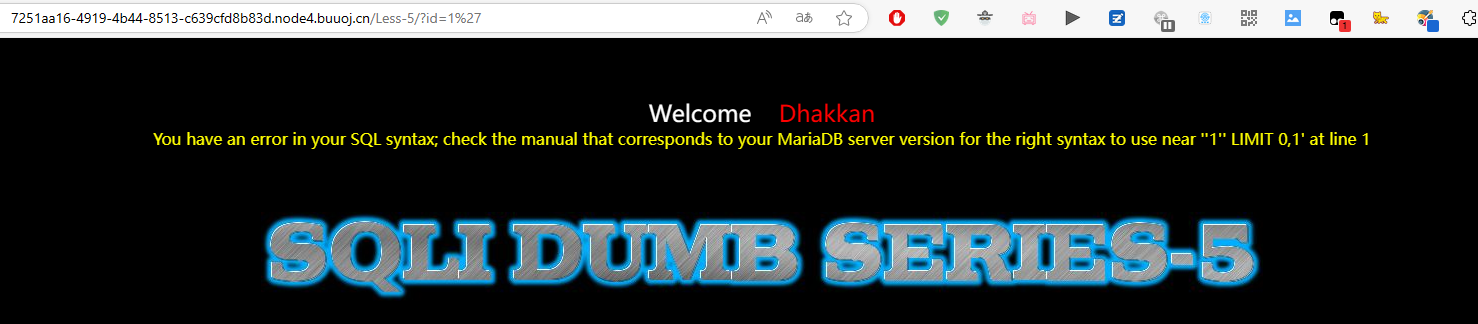 7251aa16-4919-4b44-8513-c639cfd8b83d.node4.buuoj.cn/Less-5/?id=1%27
Welcome Dhakkan
You have an error in your SQL syntax; check the manual that corresponds to your MariaDB server version for the right syntax to use near ''1'' LIMIT 0,1' at line 1
SQLI DUMB SERIES-5